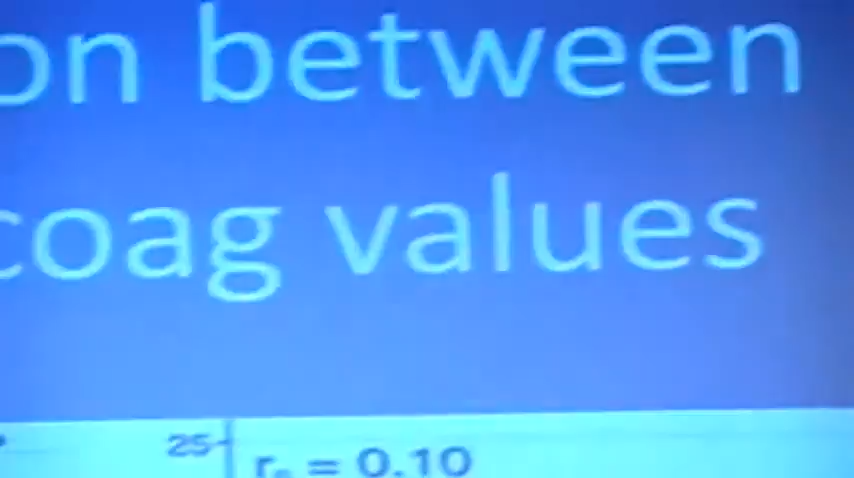 on between
coag values
25
r = 0.10